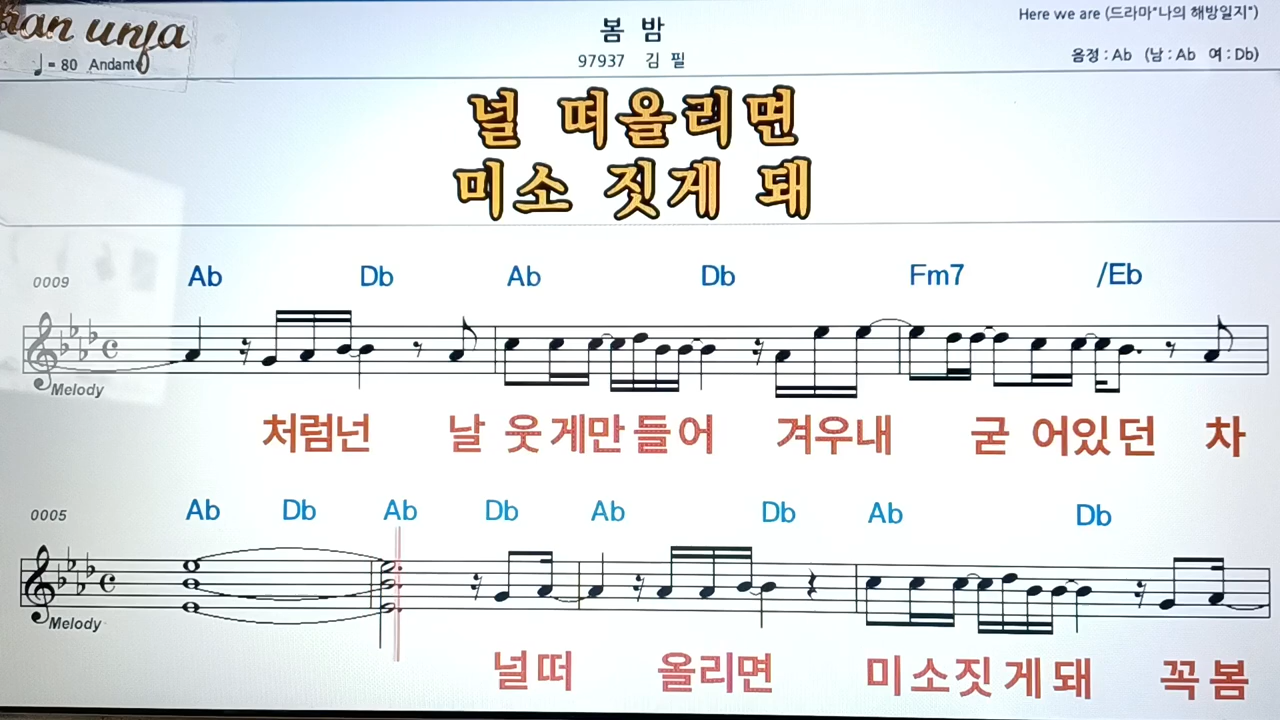 han unja
봄 밤
Here we are (드라마"나의 해방일지")
♩= 80 Andante
97937 김 필
음정 : Ab (남 : Ab 여 : Db)
널 떠올리면
미소 짓게 돼
0009 Ab Db Ab Db Fm7 /Eb
Melody
처럼넌 날 웃게만들어 겨우내 굳 어있던 차
0005 Ab Db Ab Db Ab Db Ab Db
Melody
널떠 올리면 미소짓게돼 꼭봄